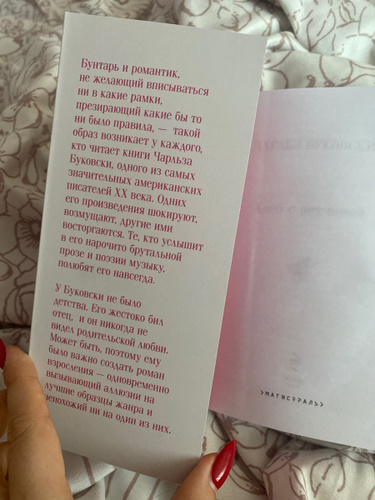 Бунтарь и романтик,
не желающий вписываться
ни в какие рамки,
презирающий какие бы то
ни было правила, — такой
образ возникает у каждого,
кто читает книги Чарльза
Буковски, одного из самых
значительных американских
писателей XX века. Одних
его произведения шокируют,
возмущают, другие ими
восторгаются. Те, кто услышит
в его нарочито брутальной
прозе и поэзии музыку,
полюбят его навсегда.
У Буковски не было
детства. Его жестоко бил
отец, и он никогда не
видел родительской любви.
Может быть, поэтому ему
было важно создать роман
взросления — одновременно
вызывающий аллюзии на
лучшие образцы жанра и
непохожий ни на один из них.
›МАГИСТРАЛЬ›